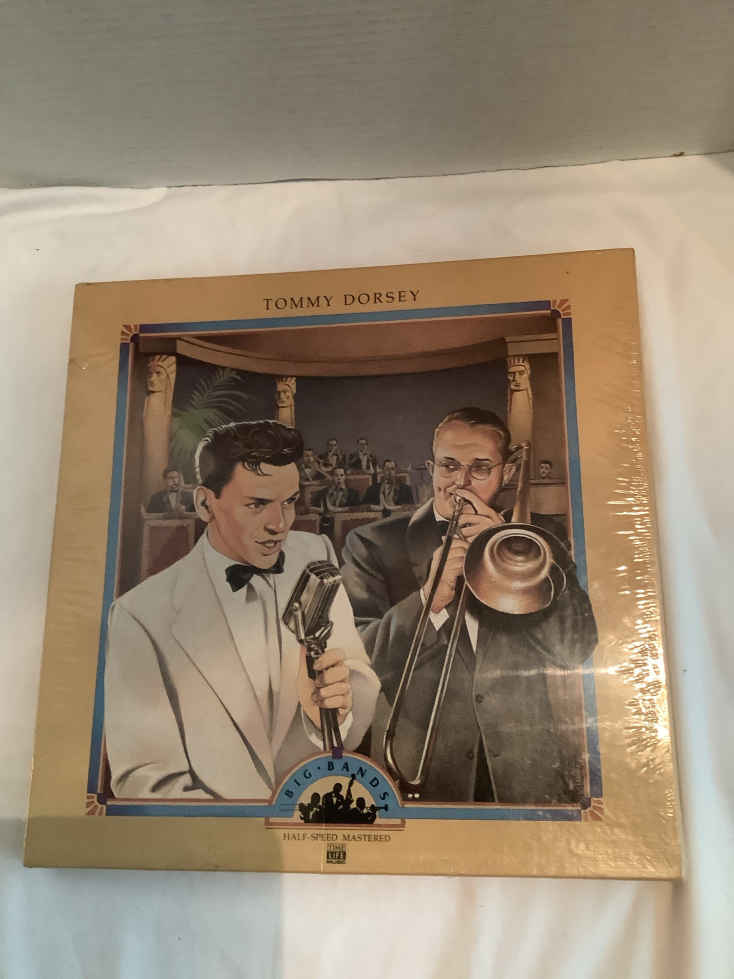 TOMMY DORSEY
BIG • BANDS
HALF-SPEED MASTERED
TIME
LIFE
MUSIC